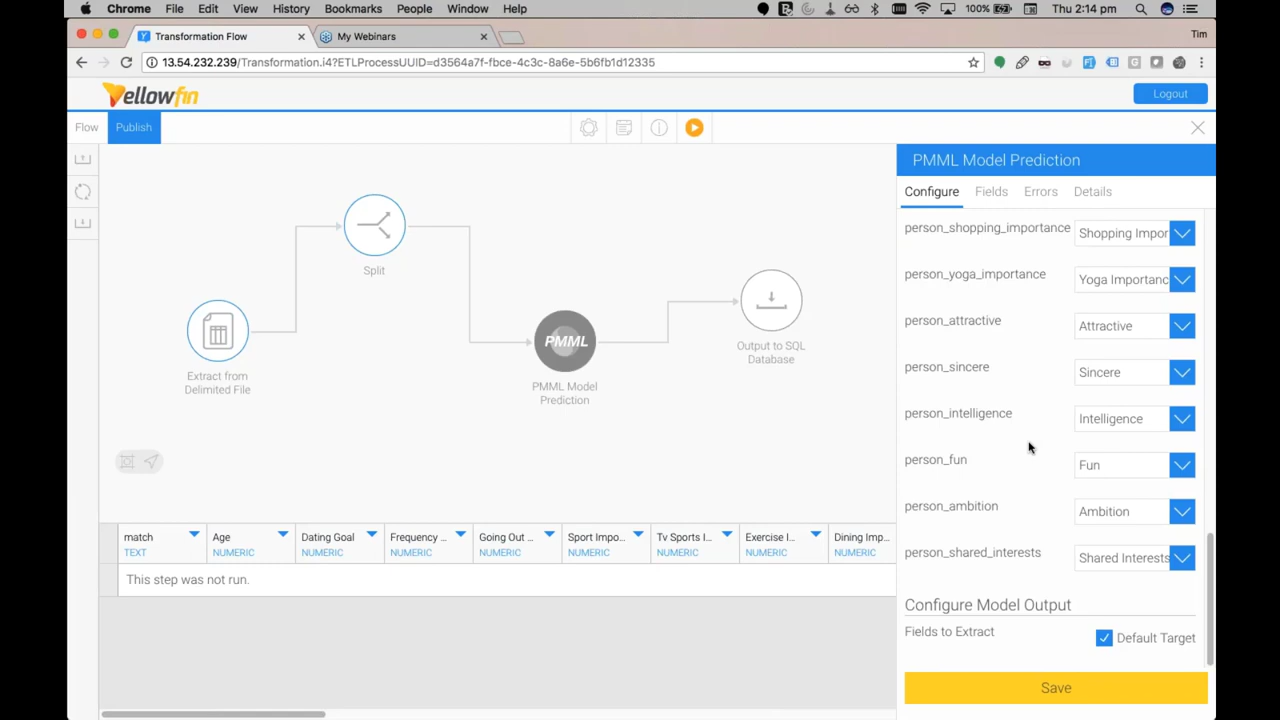 Chrome File Edit View History Bookmarks People Window Help 100% Thu 2:14 pm
Transformation Flow My Webinars Tim
13.54.232.239/Transformation.i4?ETLProcessUUID=d3564a7f-fbce-4c3c-8a6e-5b6fb1d12335
Yellowfin Logout
Flow Publish
PMML Model Prediction
Configure Fields Errors Details
person_shopping_importance Shopping Impor
person_yoga_importance Yoga Importanc
person_attractive Attractive
person_sincere Sincere
person_intelligence Intelligence
person_fun Fun
person_ambition Ambition
person_shared_interests Shared Interests
Configure Model Output
Fields to Extract Default Target
Save
Split
Extract from
Delimited File
PMML
PMML Model
Prediction
Output to SQL
Database
match Age Dating Goal Frequency ... Going Out ... Sport Impo... Tv Sports I... Exercise I... Dining Imp...
TEXT NUMERIC NUMERIC NUMERIC NUMERIC NUMERIC NUMERIC NUMERIC NUMERIC
This step was not run.